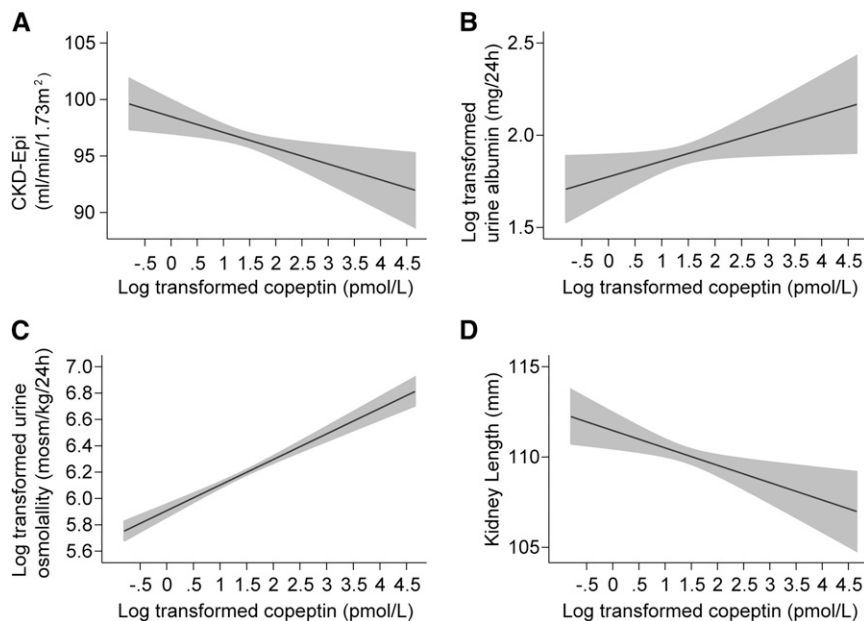 A
CKD-Epi
(ml/min/1.73m²)
105
100
95
90
-.5 0 .5 1 1.5 2 2.5 3 3.5 4 4.5
Log transformed copeptin (pmol/L)
B
Log transformed
urine albumin (mg/24h)
2.5
2.0
1.5
-.5 0 .5 1 1.5 2 2.5 3 3.5 4 4.5
Log transformed copeptin (pmol/L)
C
Log transformed urine
osmolallity (mosm/kg/24h)
7.0
6.8
6.6
6.4
6.2
6.0
5.8
5.6
-.5 0 .5 1 1.5 2 2.5 3 3.5 4 4.5
Log transformed copeptin (pmol/L)
D
Kidney Length (mm)
115
110
105
-.5 0 .5 1 1.5 2 2.5 3 3.5 4 4.5
Log transformed copeptin (pmol/L)